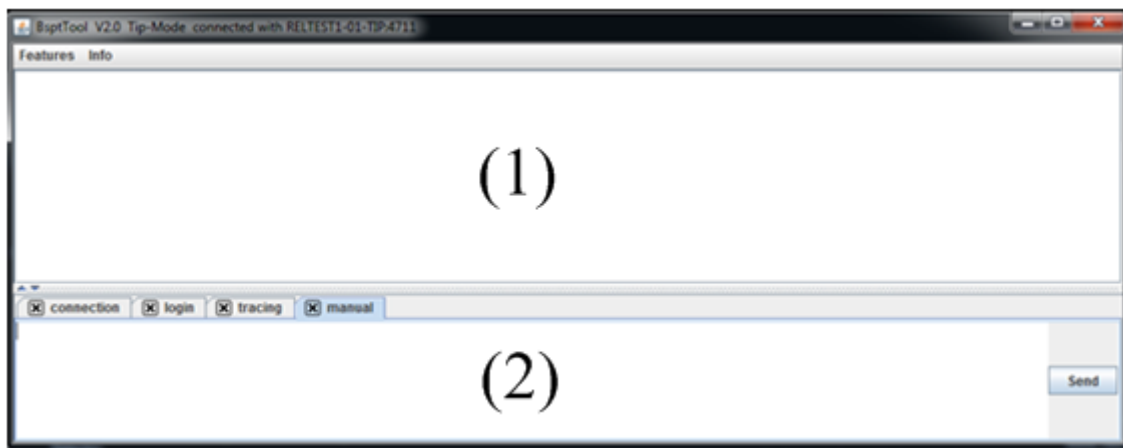 BsptTool V2.0 Tip-Mode connected with RELTEST1-01-TIP:4711
Features Info
(1)
connection login tracing manual
(2)
Send